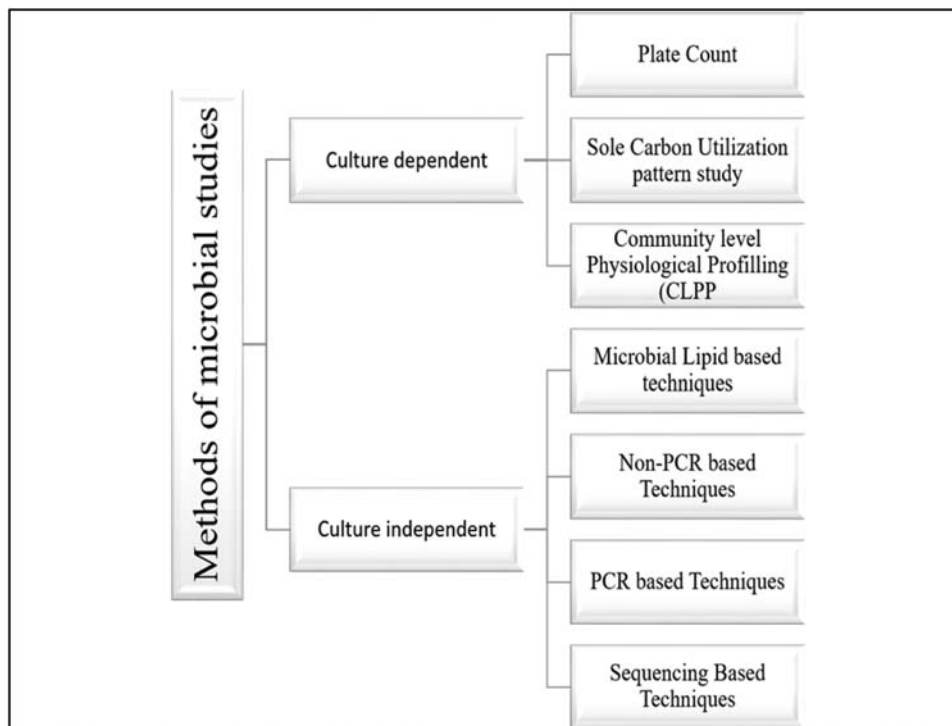 Methods of microbial studies
Culture dependent
Plate Count
Sole Carbon Utilization
pattern study
Community level
Physiological Profilling
(CLPP
Culture independent
Microbial Lipid based
techniques
Non-PCR based
Techniques
PCR based Techniques
Sequencing Based
Techniques